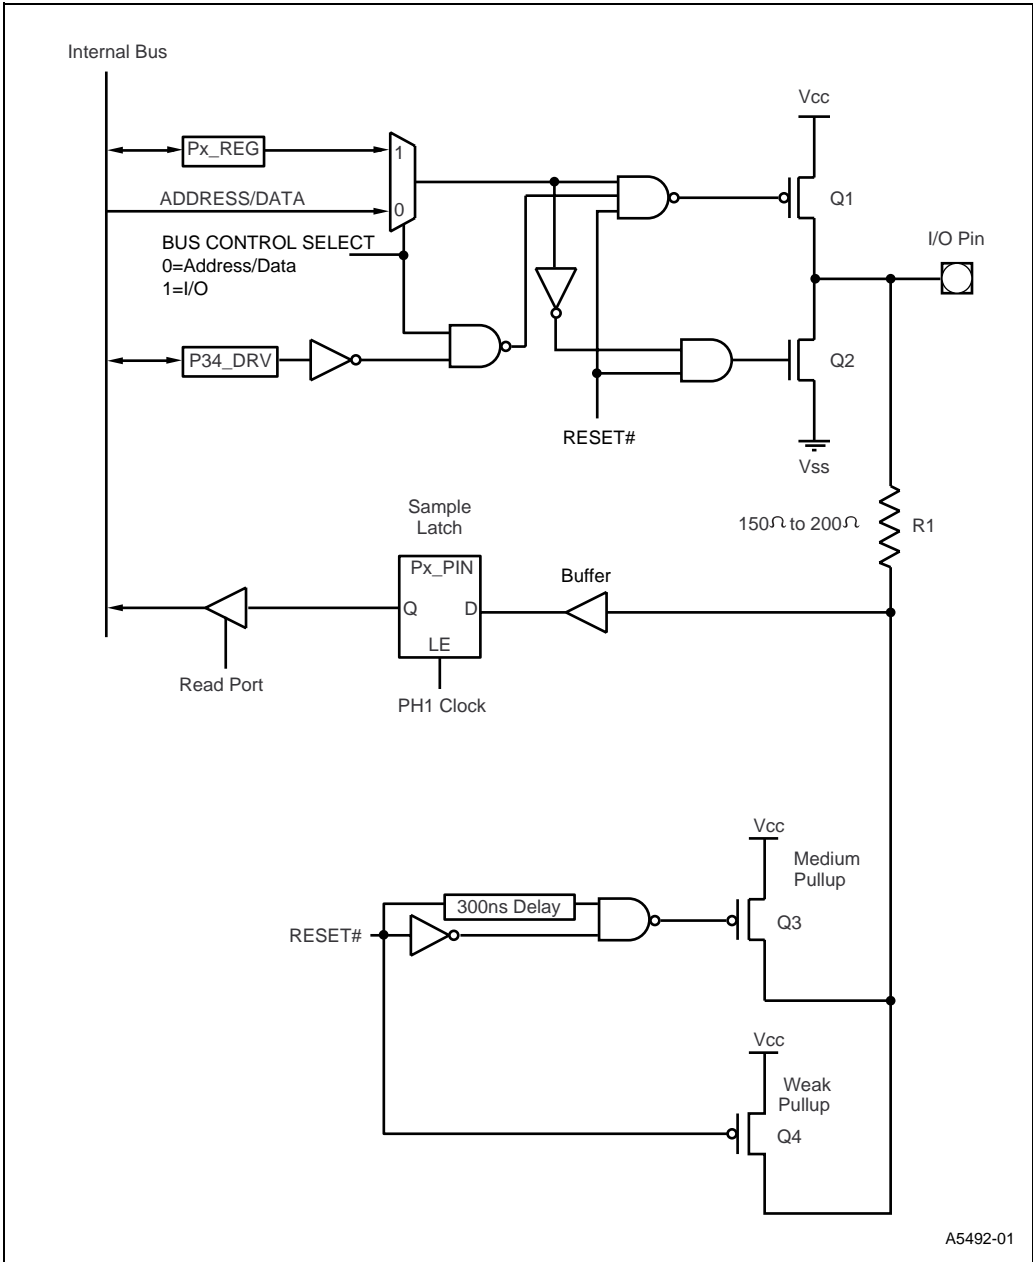 Internal Bus
Vcc
Px_REG
1
Q1
ADDRESS/DATA
0
I/O Pin
BUS CONTROL SELECT
0=Address/Data
1=I/O
P34_DRV
Q2
RESET#
Vss
Sample
Latch
150Ω to 200Ω
R1
Px_PIN
Buffer
Q
D
LE
Read Port
PH1 Clock
Vcc
Medium
Pullup
300ns Delay
Q3
RESET#
Vcc
Weak
Pullup
Q4
A5492-01